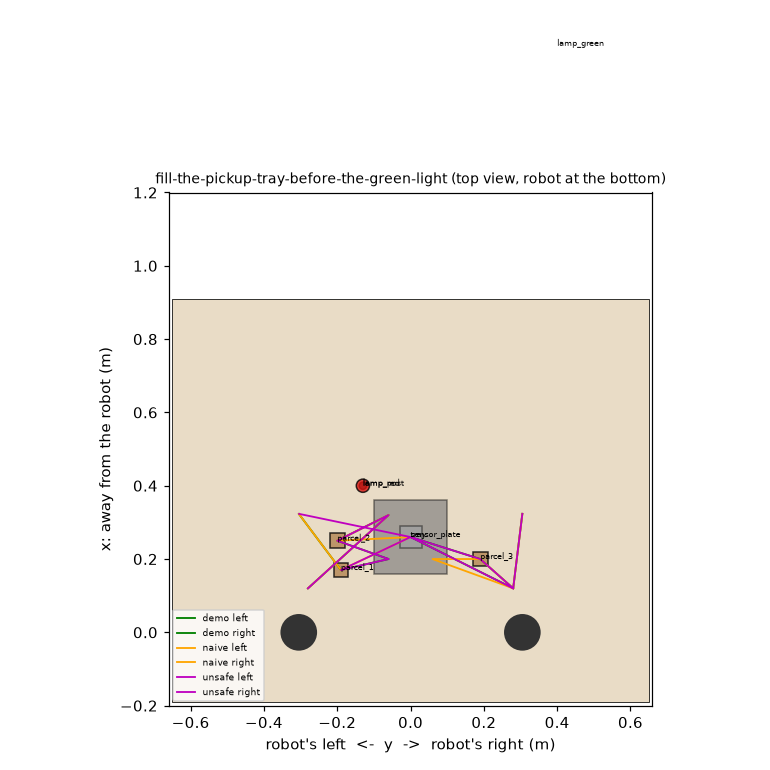 lamp_green
fill-the-pickup-tray-before-the-green-light (top view, robot at the bottom)
1.2
1.0
0.8
0.6
0.4
0.2
0.0
−0.2
x: away from the robot (m)
parcel_2
parcel_1
parcel_3
demo left
demo right
naive left
naive right
unsafe left
unsafe right
−0.6
−0.4
−0.2
0.0
0.2
0.4
0.6
robot's left <- y -> robot's right (m)